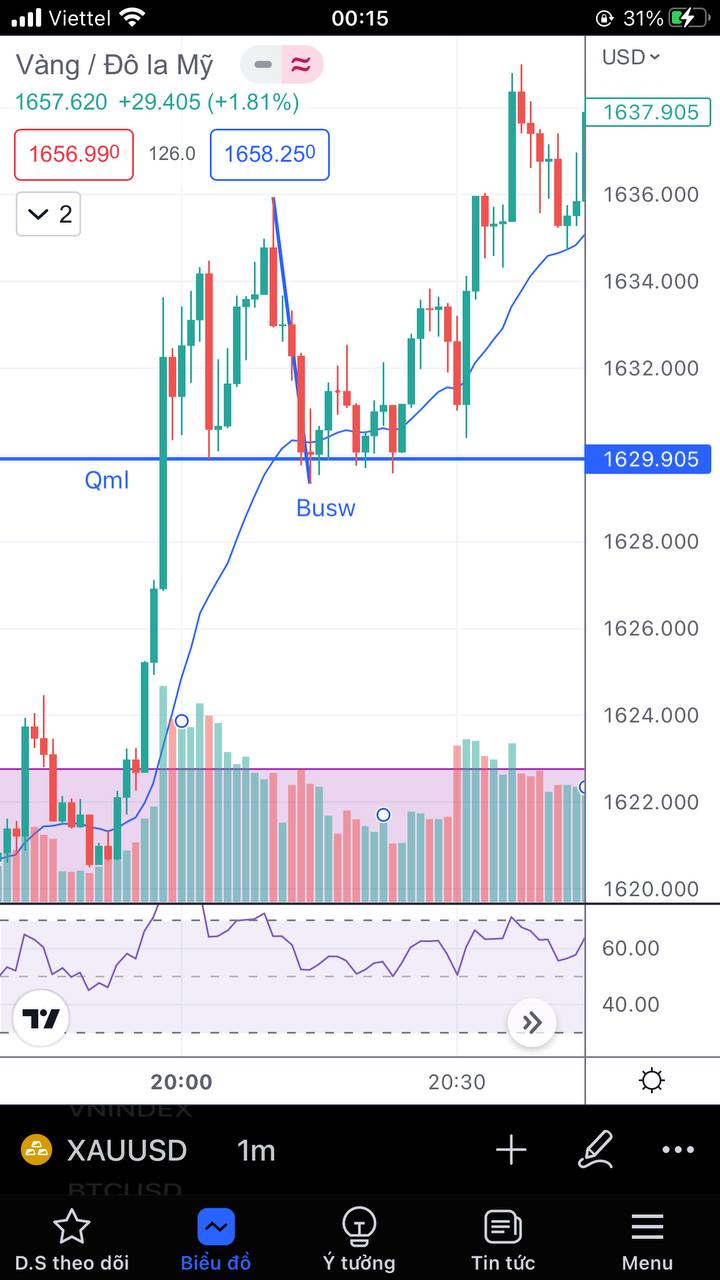 Viettel 00:15 31%
Vàng / Đô la Mỹ
USD
1657.620 +29.405 (+1.81%)
1637.905
1656.990 126.0 1658.250
2
1636.000
1634.000
1632.000
1629.905
Qml
Busw
1628.000
1626.000
1624.000
1622.000
1620.000
60.00
40.00
20:00 20:30
VNINDEX
XAUUSD 1m
BTCUSD
D.S theo dõi Biểu đồ Ý tưởng Tin tức Menu